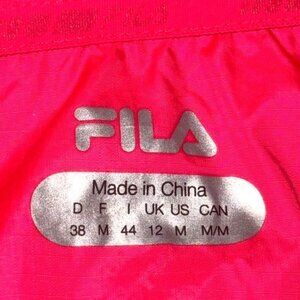 FILA
Made in China
D F I UK US CAN
38 M 44 12 M M/M